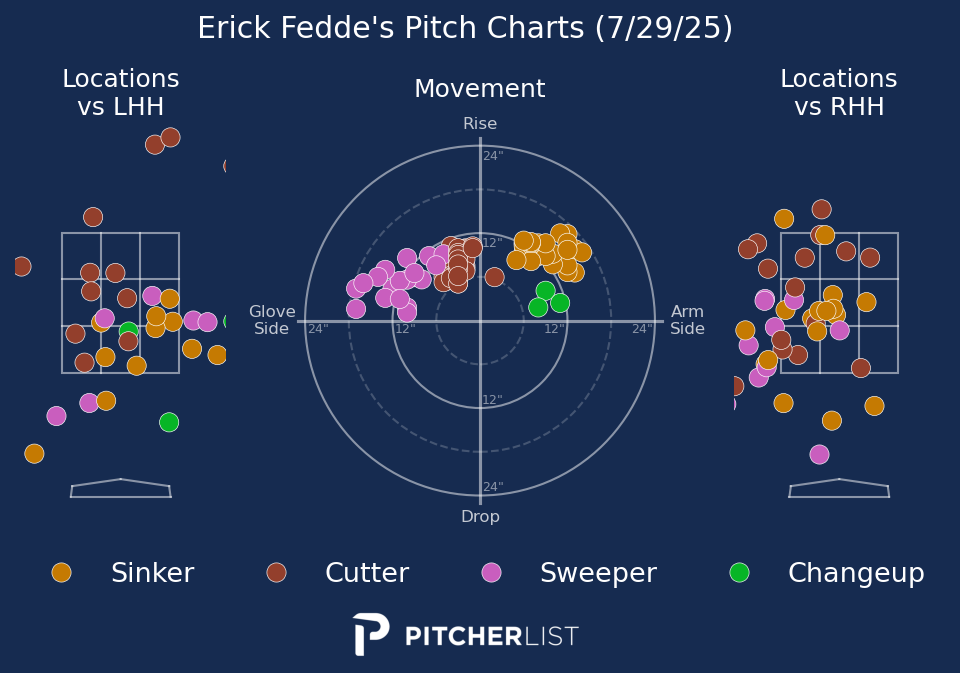 Erick Fedde's Pitch Charts (7/29/25)
Locations
vs LHH
Movement
Locations
vs RHH
Rise
24"
12"
Glove
Side
24"
12"
12"
24"
Arm
Side
12"
24"
Drop
Sinker
Cutter
Sweeper
Changeup
PITCHERLIST